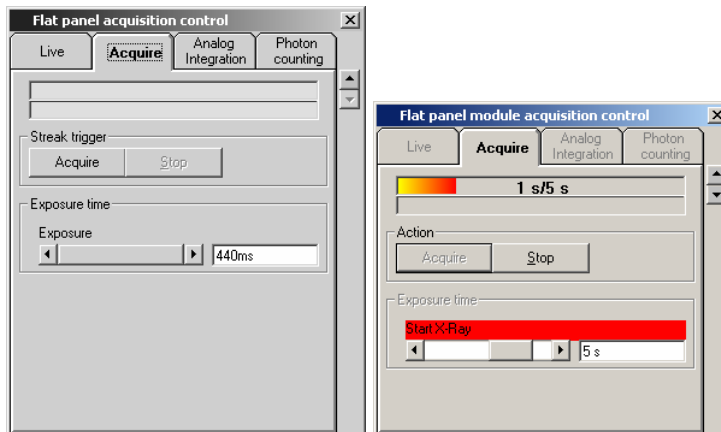 Flat panel acquisition control
Live Acquire Analog Integration Photon counting
Streak trigger
Acquire Stop
Exposure time
Exposure
440ms
Flat panel module acquisition control
Live Acquire Analog Integration Photon counting
1 s/5 s
Action
Acquire Stop
Exposure time
Start X-Ray
5 s